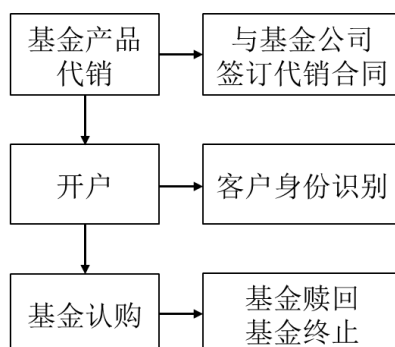 基金产品
代销
与基金公司
签订代销合同
开户
客户身份识别
基金认购
基金赎回
基金终止